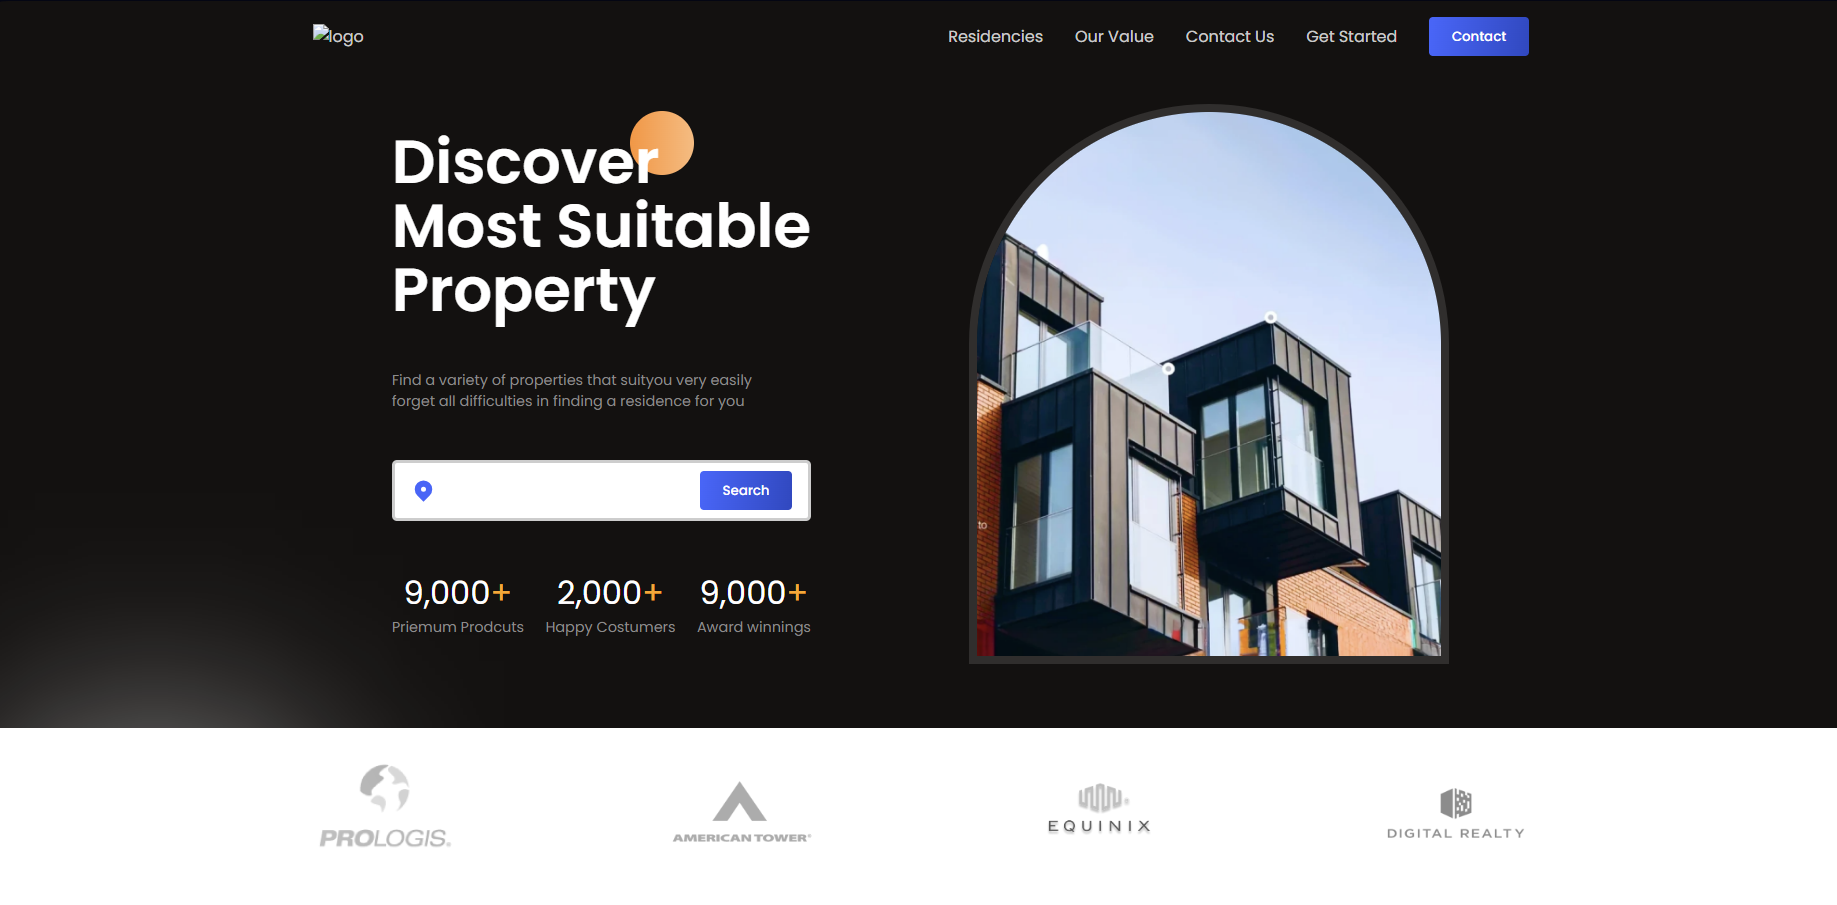 logo
Residencies Our Value Contact Us Get Started Contact
Discover
Most Suitable
Property
Find a variety of properties that suityou very easily
forget all difficulties in finding a residence for you
Search
9,000+ 2,000+ 9,000+
Priemum Prodcuts Happy Costumers Award winnings
to
PROLOGIS.
AMERICAN TOWER®
EQUINIX
DIGITAL REALTY